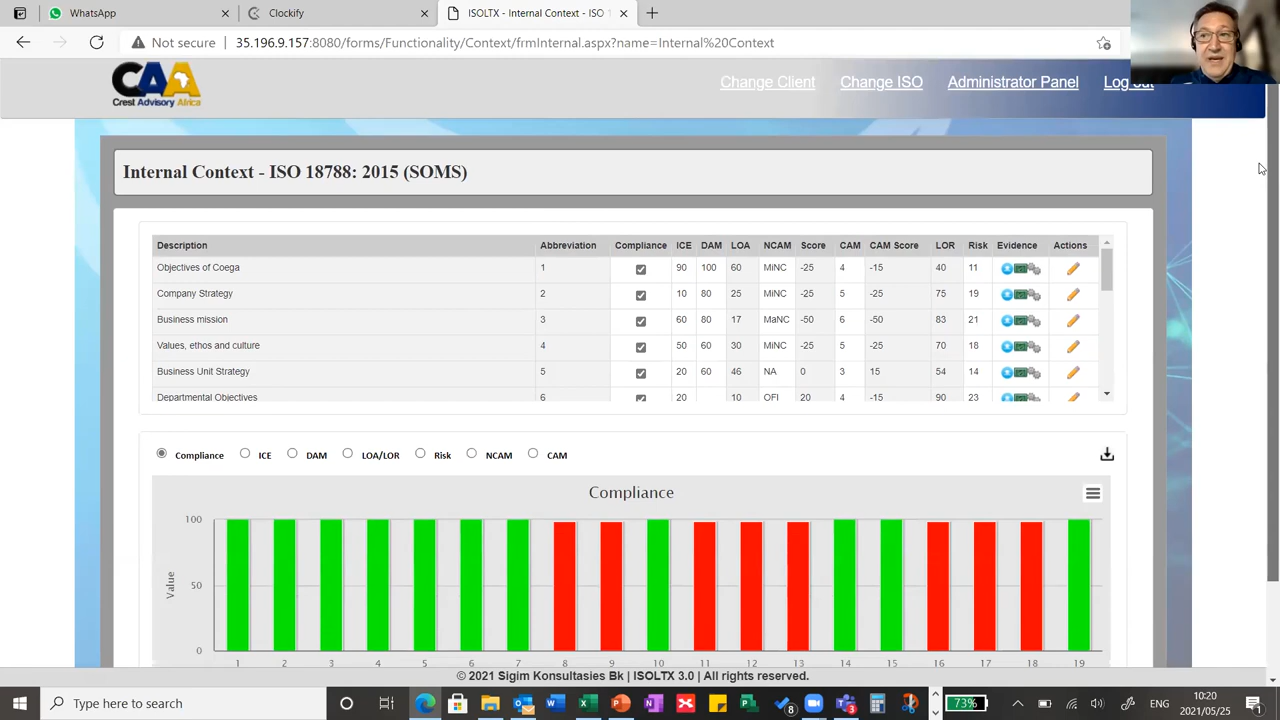 WhatsApp
Clockify
ISOLTX - Internal Context - ISO 1
Not secure 35.196.9.157:8080/forms/Functionality/Context/frmInternal.aspx?name=Internal%20Context
CAA
Crest Advisory Africa
Change Client Change ISO Administrator Panel Log out
Internal Context - ISO 18788: 2015 (SOMS)
Description Abbreviation Compliance ICE DAM LOA NCAM Score CAM CAM Score LOR Risk Evidence Actions
Objectives of Coega 1 90 100 60 MiNC -25 4 -15 40 11
Company Strategy 2 10 80 25 MiNC -25 5 -25 75 19
Business mission 3 60 80 17 MaNC -50 6 -50 83 21
Values, ethos and culture 4 50 60 30 MiNC -25 5 -25 70 18
Business Unit Strategy 5 20 60 46 NA 0 3 15 54 14
Departmental Objectives 6 20 10 OFI 20 4 -15 90 23
Compliance ICE DAM LOA/LOR Risk NCAM CAM
Compliance
100
50
0
Value
1 2 3 4 5 6 7 8 9 10 11 12 13 14 15 16 17 18 19
© 2021 Sigim Konsultasies Bk | ISOLTX 3.0 | All rights reserved.
Type here to search
8
73%
ENG
10:20
2021/05/25
1